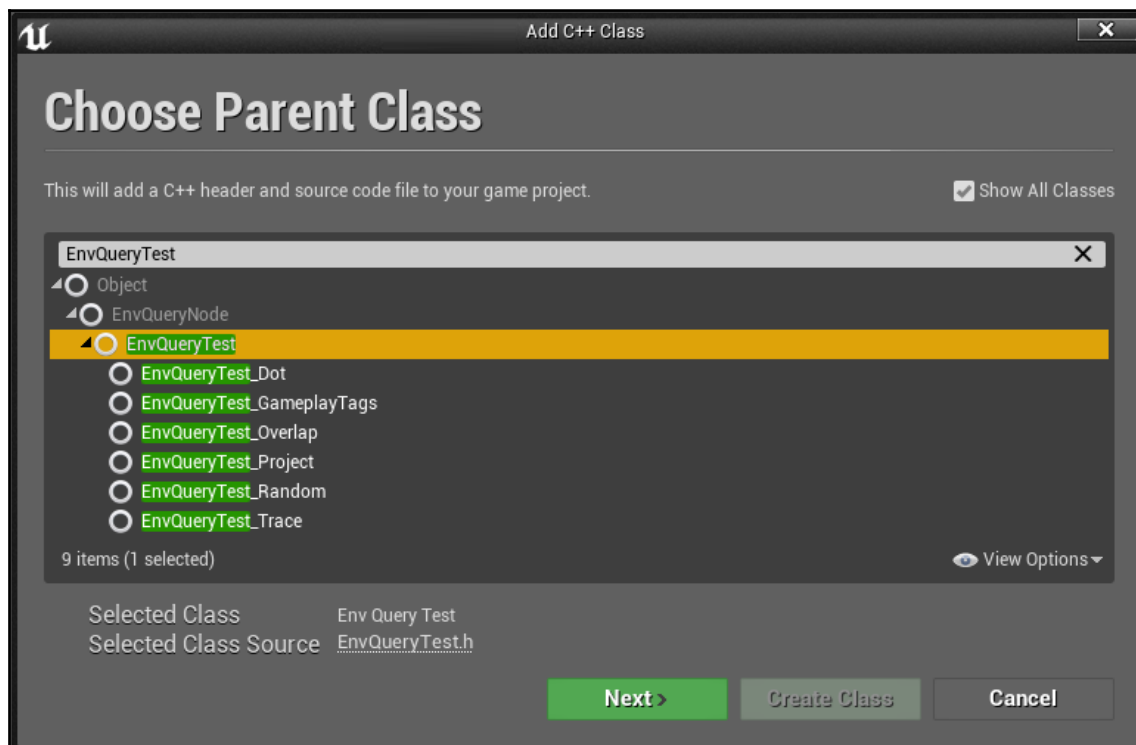 Add C++ Class
Choose Parent Class
This will add a C++ header and source code file to your game project.
Show All Classes
EnvQueryTest
Object
EnvQueryNode
EnvQueryTest
EnvQueryTest_Dot
EnvQueryTest_GameplayTags
EnvQueryTest_Overlap
EnvQueryTest_Project
EnvQueryTest_Random
EnvQueryTest_Trace
9 items (1 selected)
View Options
Selected Class Env Query Test
Selected Class Source EnvQueryTest.h
Next > Create Class Cancel